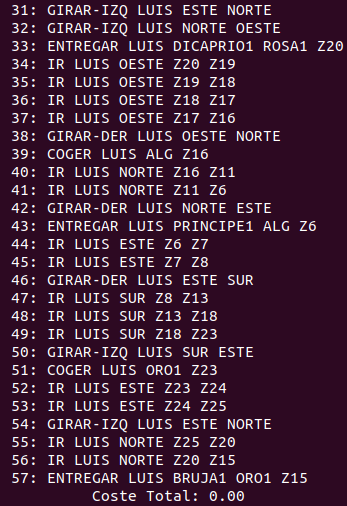 31: GIRAR-IZQ LUIS ESTE NORTE
32: GIRAR-IZQ LUIS NORTE OESTE
33: ENTREGAR LUIS DICAPRIO1 ROSA1 Z20
34: IR LUIS OESTE Z20 Z19
35: IR LUIS OESTE Z19 Z18
36: IR LUIS OESTE Z18 Z17
37: IR LUIS OESTE Z17 Z16
38: GIRAR-DER LUIS OESTE NORTE
39: COGER LUIS ALG Z16
40: IR LUIS NORTE Z16 Z11
41: IR LUIS NORTE Z11 Z6
42: GIRAR-DER LUIS NORTE ESTE
43: ENTREGAR LUIS PRINCIPE1 ALG Z6
44: IR LUIS ESTE Z6 Z7
45: IR LUIS ESTE Z7 Z8
46: GIRAR-DER LUIS ESTE SUR
47: IR LUIS SUR Z8 Z13
48: IR LUIS SUR Z13 Z18
49: IR LUIS SUR Z18 Z23
50: GIRAR-IZQ LUIS SUR ESTE
51: COGER LUIS ORO1 Z23
52: IR LUIS ESTE Z23 Z24
53: IR LUIS ESTE Z24 Z25
54: GIRAR-IZQ LUIS ESTE NORTE
55: IR LUIS NORTE Z25 Z20
56: IR LUIS NORTE Z20 Z15
57: ENTREGAR LUIS BRUJA1 ORO1 Z15
Coste Total: 0.00